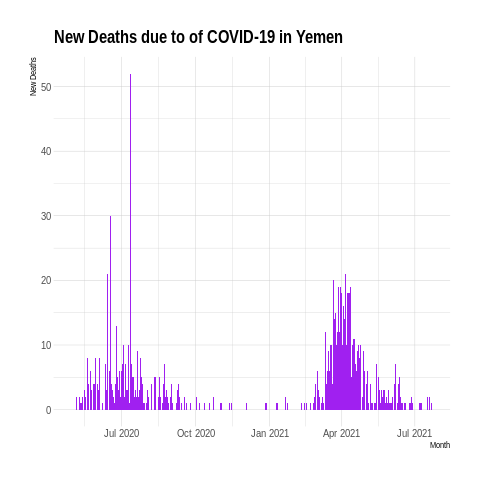 New Deaths due to of COVID-19 in Yemen
New Deaths
50
40
30
20
10
0
Jul 2020 Oct 2020 Jan 2021 Apr 2021 Jul 2021
Month